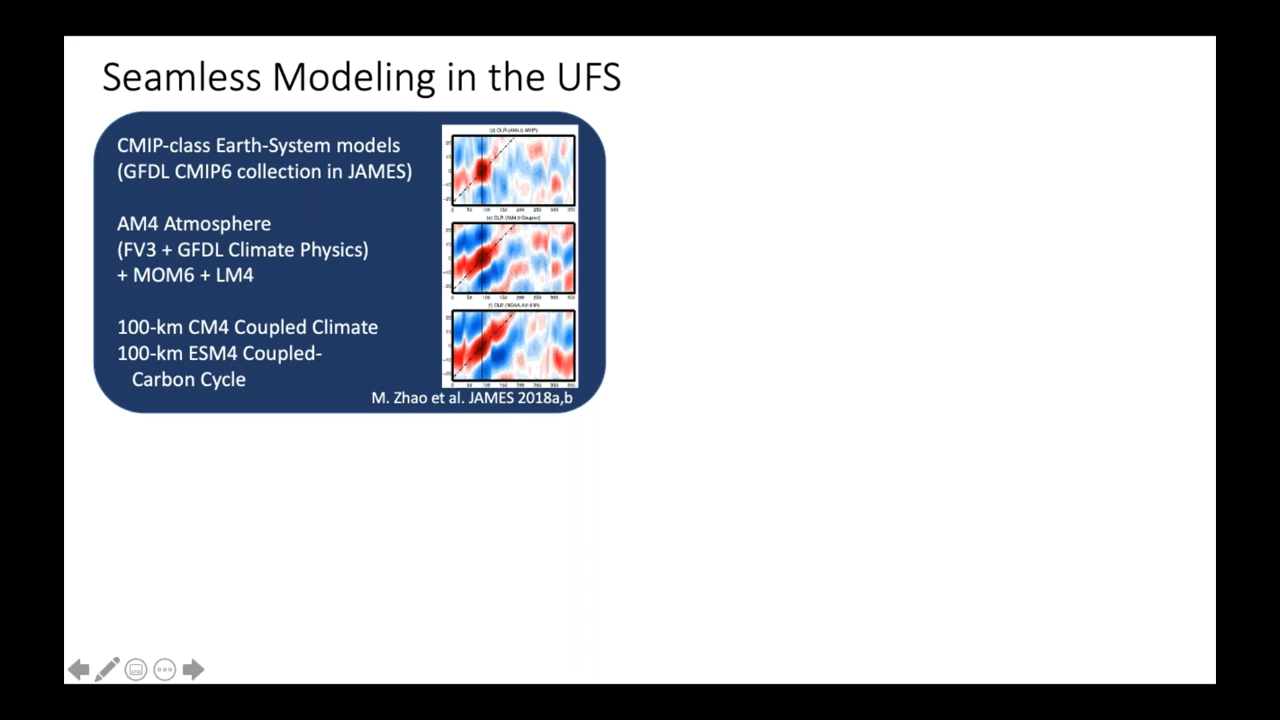 Seamless Modeling in the UFS
CMIP-class Earth-System models
(GFDL CMIP6 collection in JAMES)
AM4 Atmosphere
(FV3 + GFDL Climate Physics)
+ MOM6 + LM4
100-km CM4 Coupled Climate
100-km ESM4 Coupled-
Carbon Cycle
M. Zhao et al. JAMES 2018a,b